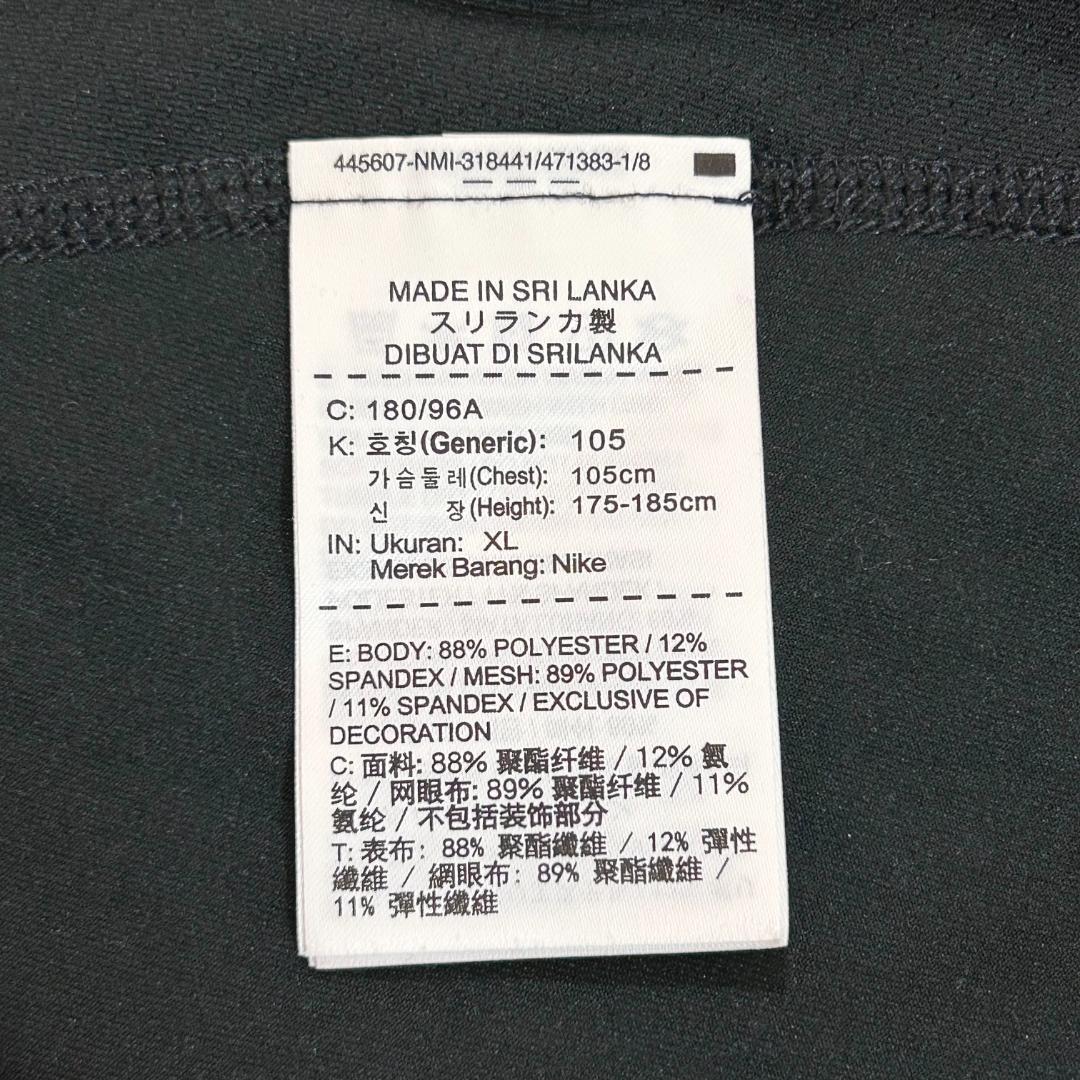 445607-NMI-318441/471383-1/8
MADE IN SRI LANKA
スリランカ製
DIBUAT DI SRILANKA
C: 180/96A
K: 호칭(Generic): 105
가슴둘레(Chest): 105cm
신 장(Height): 175-185cm
IN: Ukuran: XL
Merek Barang: Nike
E: BODY: 88% POLYESTER / 12%
SPANDEX / MESH: 89% POLYESTER
/ 11% SPANDEX / EXCLUSIVE OF
DECORATION
C: 面料: 88% 聚酯纤维 / 12% 氨
纶 / 网眼布: 89% 聚酯纤维 / 11%
氨纶 / 不包括装饰部分
T: 表布: 88% 聚酯纖維 / 12% 彈性
纖維 / 網眼布: 89% 聚酯纖維 /
11% 彈性纖維